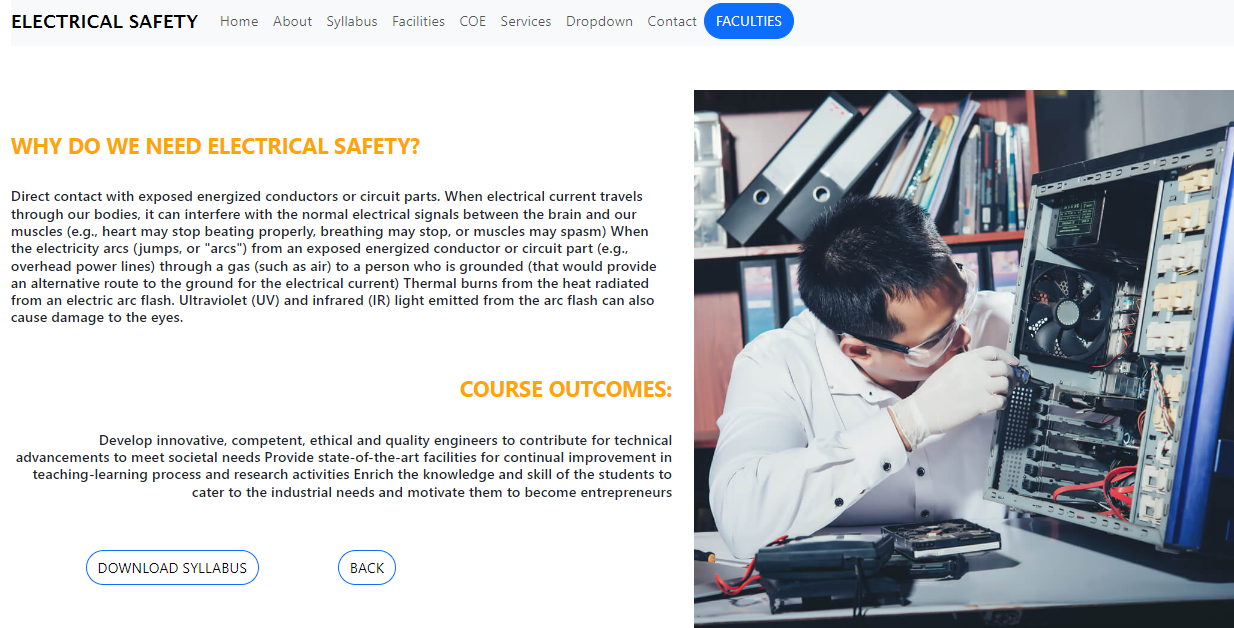 ELECTRICAL SAFETY Home About Syllabus Facilities COE Services Dropdown Contact FACULTIES
WHY DO WE NEED ELECTRICAL SAFETY?
Direct contact with exposed energized conductors or circuit parts. When electrical current travels
through our bodies, it can interfere with the normal electrical signals between the brain and our
muscles (e.g., heart may stop beating properly, breathing may stop, or muscles may spasm) When
the electricity arcs (jumps, or "arcs") from an exposed energized conductor or circuit part (e.g.,
overhead power lines) through a gas (such as air) to a person who is grounded (that would provide
an alternative route to the ground for the electrical current) Thermal burns from the heat radiated
from an electric arc flash. Ultraviolet (UV) and infrared (IR) light emitted from the arc flash can also
cause damage to the eyes.
COURSE OUTCOMES:
Develop innovative, competent, ethical and quality engineers to contribute for technical
advancements to meet societal needs Provide state-of-the-art facilities for continual improvement in
teaching-learning process and research activities Enrich the knowledge and skill of the students to
cater to the industrial needs and motivate them to become entrepreneurs
DOWNLOAD SYLLABUS BACK